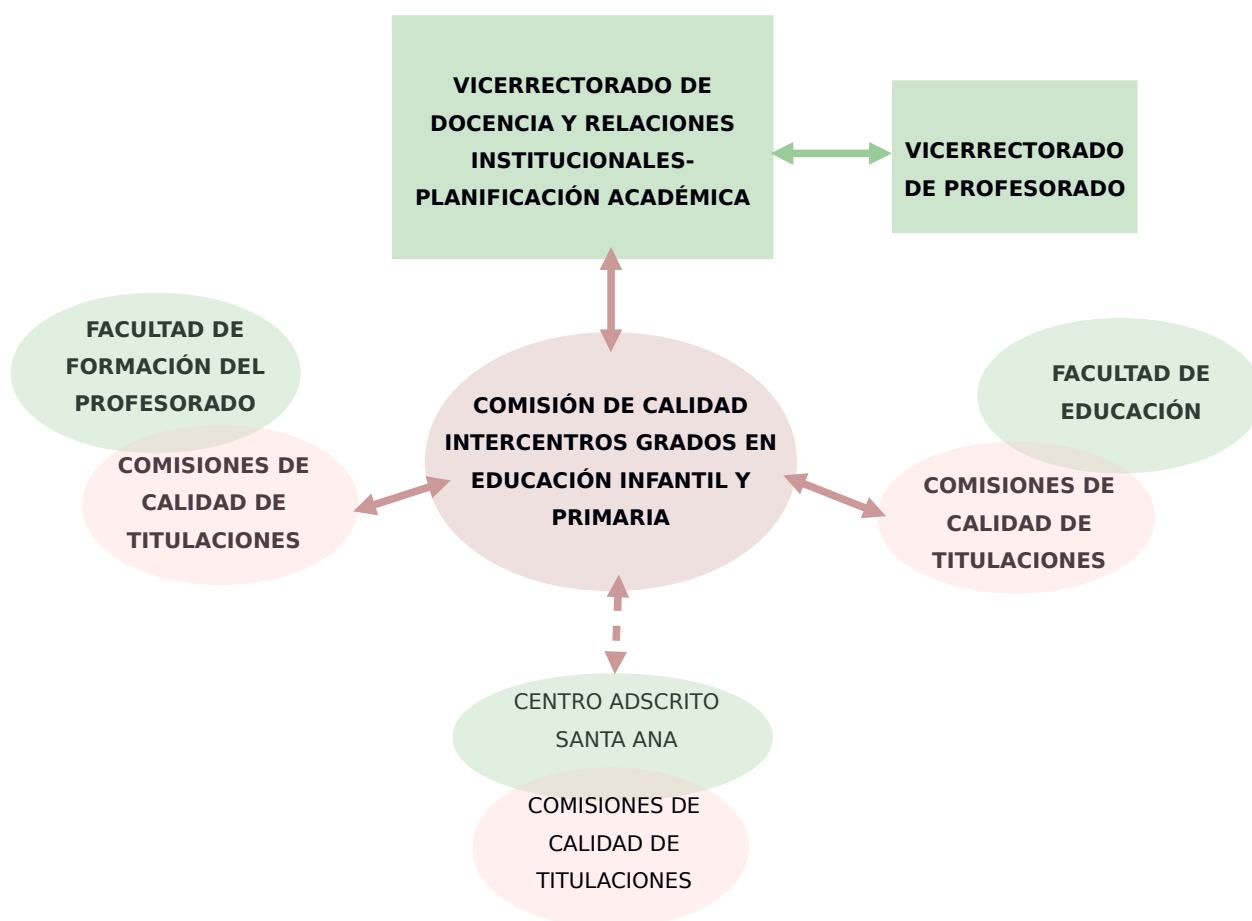 VICERRECTORADO DE
DOCENCIA Y RELACIONES
INSTITUCIONALES-
PLANIFICACIÓN ACADÉMICA
VICERRECTORADO
DE PROFESORADO
FACULTAD DE
FORMACIÓN DEL
PROFESORADO
COMISIONES DE
CALIDAD DE
TITULACIONES
COMISIÓN DE CALIDAD
INTERCENTROS GRADOS EN
EDUCACIÓN INFANTIL Y
PRIMARIA
FACULTAD DE
EDUCACIÓN
COMISIONES DE
CALIDAD DE
TITULACIONES
CENTRO ADSCRITO
SANTA ANA
COMISIONES DE
CALIDAD DE
TITULACIONES